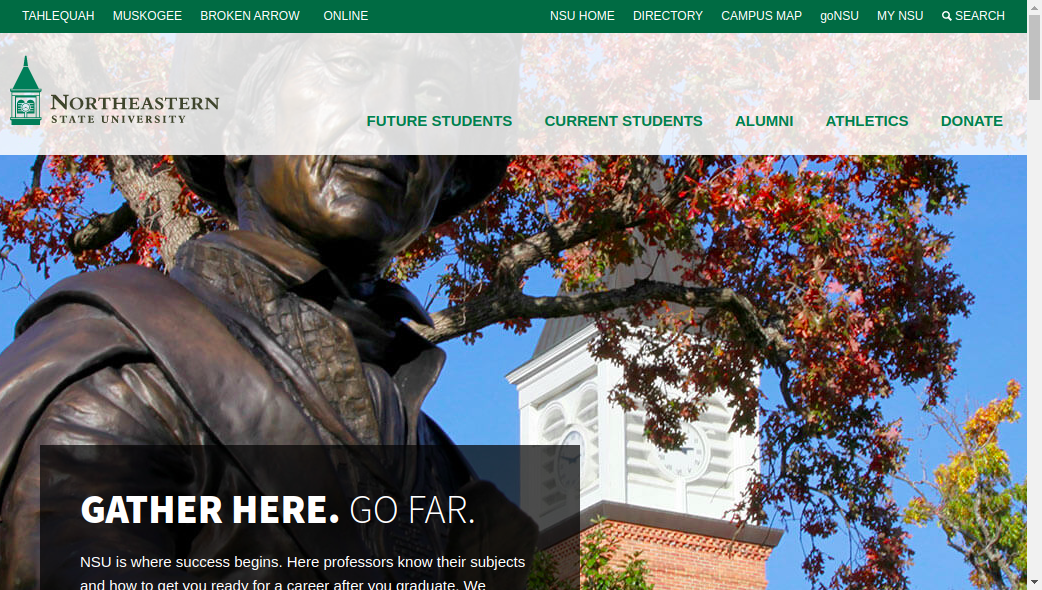 TAHLEQUAH MUSKOGEE BROKEN ARROW ONLINE NSU HOME DIRECTORY CAMPUS MAP goNSU MY NSU SEARCH
NORTHEASTERN
STATE UNIVERSITY
FUTURE STUDENTS CURRENT STUDENTS ALUMNI ATHLETICS DONATE
GATHER HERE. GO FAR.
NSU is where success begins. Here professors know their subjects
and how to get you ready for a career after you graduate. We